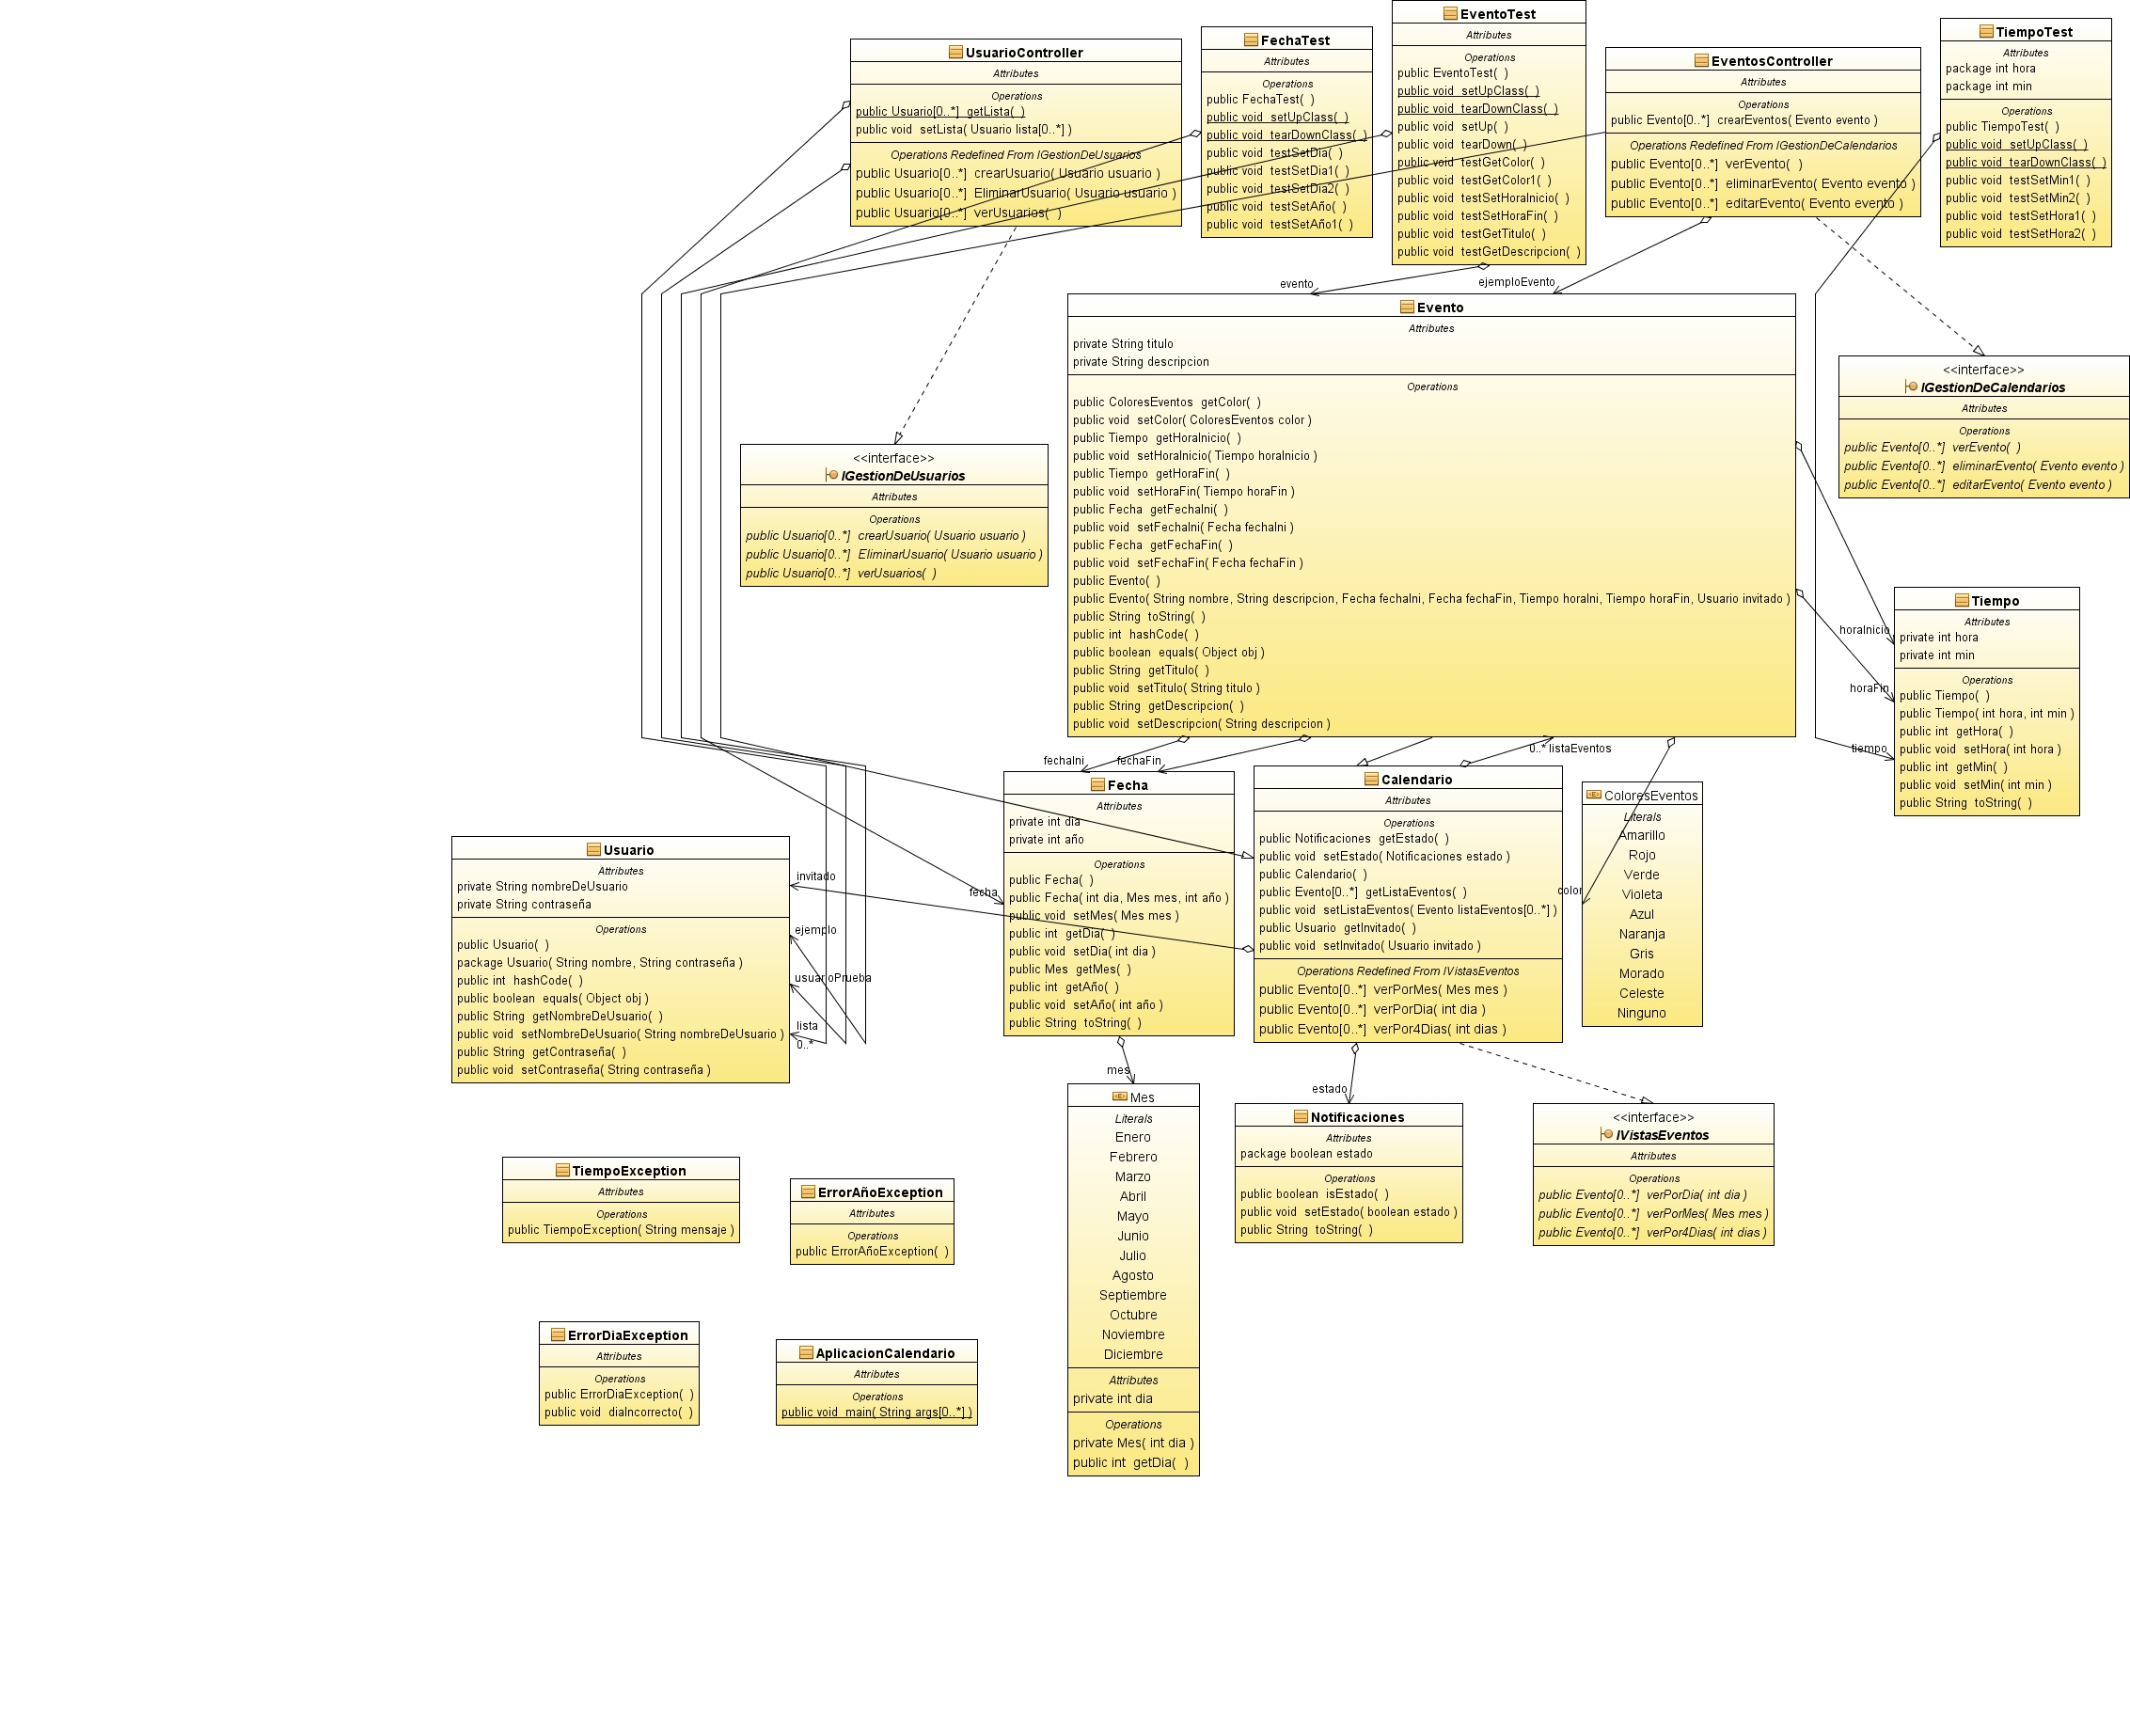 UsuarioController
Attributes
Operations
public Usuario[0..*]  getLista(  )
public void  setLista( Usuario lista[0..*] )
Operations Redefined From IGestionDeUsuarios
public Usuario[0..*]  crearUsuario( Usuario usuario )
public Usuario[0..*]  EliminarUsuario( Usuario usuario )
public Usuario[0..*]  verUsuarios(  )
FechaTest
Attributes
Operations
public FechaTest(  )
public void  setUpClass(  )
public void  tearDownClass(  )
public void  testSetDia(  )
public void  testSetDia1(  )
public void  testSetDia2(  )
public void  testSetAño(  )
public void  testSetAño1(  )
EventoTest
Attributes
Operations
public EventoTest(  )
public void  setUpClass(  )
public void  tearDownClass(  )
public void  setUp(  )
public void  tearDown(  )
public void  testGetColor(  )
public void  testGetColor1(  )
public void  testSetHoraInicio(  )
public void  testSetHoraFin(  )
public void  testGetTitulo(  )
public void  testGetDescripcion(  )
EventosController
Attributes
Operations
public Evento[0..*]  crearEventos( Evento evento )
Operations Redefined From IGestionDeCalendarios
public Evento[0..*]  verEvento(  )
public Evento[0..*]  eliminarEvento( Evento evento )
public Evento[0..*]  editarEvento( Evento evento )
TiempoTest
Attributes
package int hora
package int min
Operations
public TiempoTest(  )
public void  setUpClass(  )
public void  tearDownClass(  )
public void  testSetMin1(  )
public void  testSetMin2(  )
public void  testSetHora1(  )
public void  testSetHora2(  )
evento
ejemploEvento
Evento
Attributes
private String titulo
private String descripcion
Operations
public ColoresEventos  getColor(  )
public void  setColor( ColoresEventos color )
public Tiempo  getHoraInicio(  )
public void  setHoraInicio( Tiempo horaInicio )
public Tiempo  getHoraFin(  )
public void  setHoraFin( Tiempo horaFin )
public Fecha  getFechaIni(  )
public void  setFechaIni( Fecha fechaIni )
public Fecha  getFechaFin(  )
public void  setFechaFin( Fecha fechaFin )
public Evento(  )
public Evento( String nombre, String descripcion, Fecha fechaIni, Fecha fechaFin, Tiempo horaIni, Tiempo horaFin, Usuario invitado )
public String  toString(  )
public int  hashCode(  )
public boolean  equals( Object obj )
public String  getTitulo(  )
public void  setTitulo( String titulo )
public String  getDescripcion(  )
public void  setDescripcion( String descripcion )
<<interface>>
IGestionDeCalendarios
Attributes
Operations
public Evento[0..*]  verEvento(  )
public Evento[0..*]  eliminarEvento( Evento evento )
public Evento[0..*]  editarEvento( Evento evento )
<<interface>>
IGestionDeUsuarios
Attributes
Operations
public Usuario[0..*]  crearUsuario( Usuario usuario )
public Usuario[0..*]  EliminarUsuario( Usuario usuario )
public Usuario[0..*]  verUsuarios(  )
horaInicio
horaFin
tiempo
Tiempo
Attributes
private int hora
private int min
Operations
public Tiempo(  )
public Tiempo( int hora, int min )
public int  getHora(  )
public void  setHora( int hora )
public int  getMin(  )
public void  setMin( int min )
public String  toString(  )
fechaIni
fechaFin
0..* listaEventos
Fecha
Attributes
private int dia
private int año
Operations
public Fecha(  )
public Fecha( int dia, Mes mes, int año )
public void  setMes( Mes mes )
public int  getDia(  )
public void  setDia( int dia )
public Mes  getMes(  )
public int  getAño(  )
public void  setAño( int año )
public String  toString(  )
Calendario
Attributes
Operations
public Notificaciones  getEstado(  )
public void  setEstado( Notificaciones estado )
public Calendario(  )
public Evento[0..*]  getListaEventos(  )
public void  setListaEventos( Evento listaEventos[0..*] )
public Usuario  getInvitado(  )
public void  setInvitado( Usuario invitado )
Operations Redefined From IVistasEventos
public Evento[0..*]  verPorMes( Mes mes )
public Evento[0..*]  verPorDia( int dia )
public Evento[0..*]  verPor4Dias( int dias )
color
ColoresEventos
Literals
Amarillo
Rojo
Verde
Violeta
Azul
Naranja
Gris
Morado
Celeste
Ninguno
Usuario
Attributes
private String nombreDeUsuario
private String contraseña
Operations
public Usuario(  )
package Usuario( String nombre, String contraseña )
public int  hashCode(  )
public boolean  equals( Object obj )
public String  getNombreDeUsuario(  )
public void  setNombreDeUsuario( String nombreDeUsuario )
public String  getContraseña(  )
public void  setContraseña( String contraseña )
invitado
fecha
ejemplo
usuarioPrueba
lista
0..*
mes
estado
Mes
Literals
Enero
Febrero
Marzo
Abril
Mayo
Junio
Julio
Agosto
Septiembre
Octubre
Noviembre
Diciembre
Attributes
private int dia
Operations
private Mes( int dia )
public int  getDia(  )
Notificaciones
Attributes
package boolean estado
Operations
public boolean  isEstado(  )
public void  setEstado( boolean estado )
public String  toString(  )
<<interface>>
IVistasEventos
Attributes
Operations
public Evento[0..*]  verPorDia( int dia )
public Evento[0..*]  verPorMes( Mes mes )
public Evento[0..*]  verPor4Dias( int dias )
TiempoException
Attributes
Operations
public TiempoException( String mensaje )
ErrorAñoException
Attributes
Operations
public ErrorAñoException(  )
ErrorDiaException
Attributes
Operations
public ErrorDiaException(  )
public void  diaIncorrecto(  )
AplicacionCalendario
Attributes
Operations
public void  main( String args[0..*] )